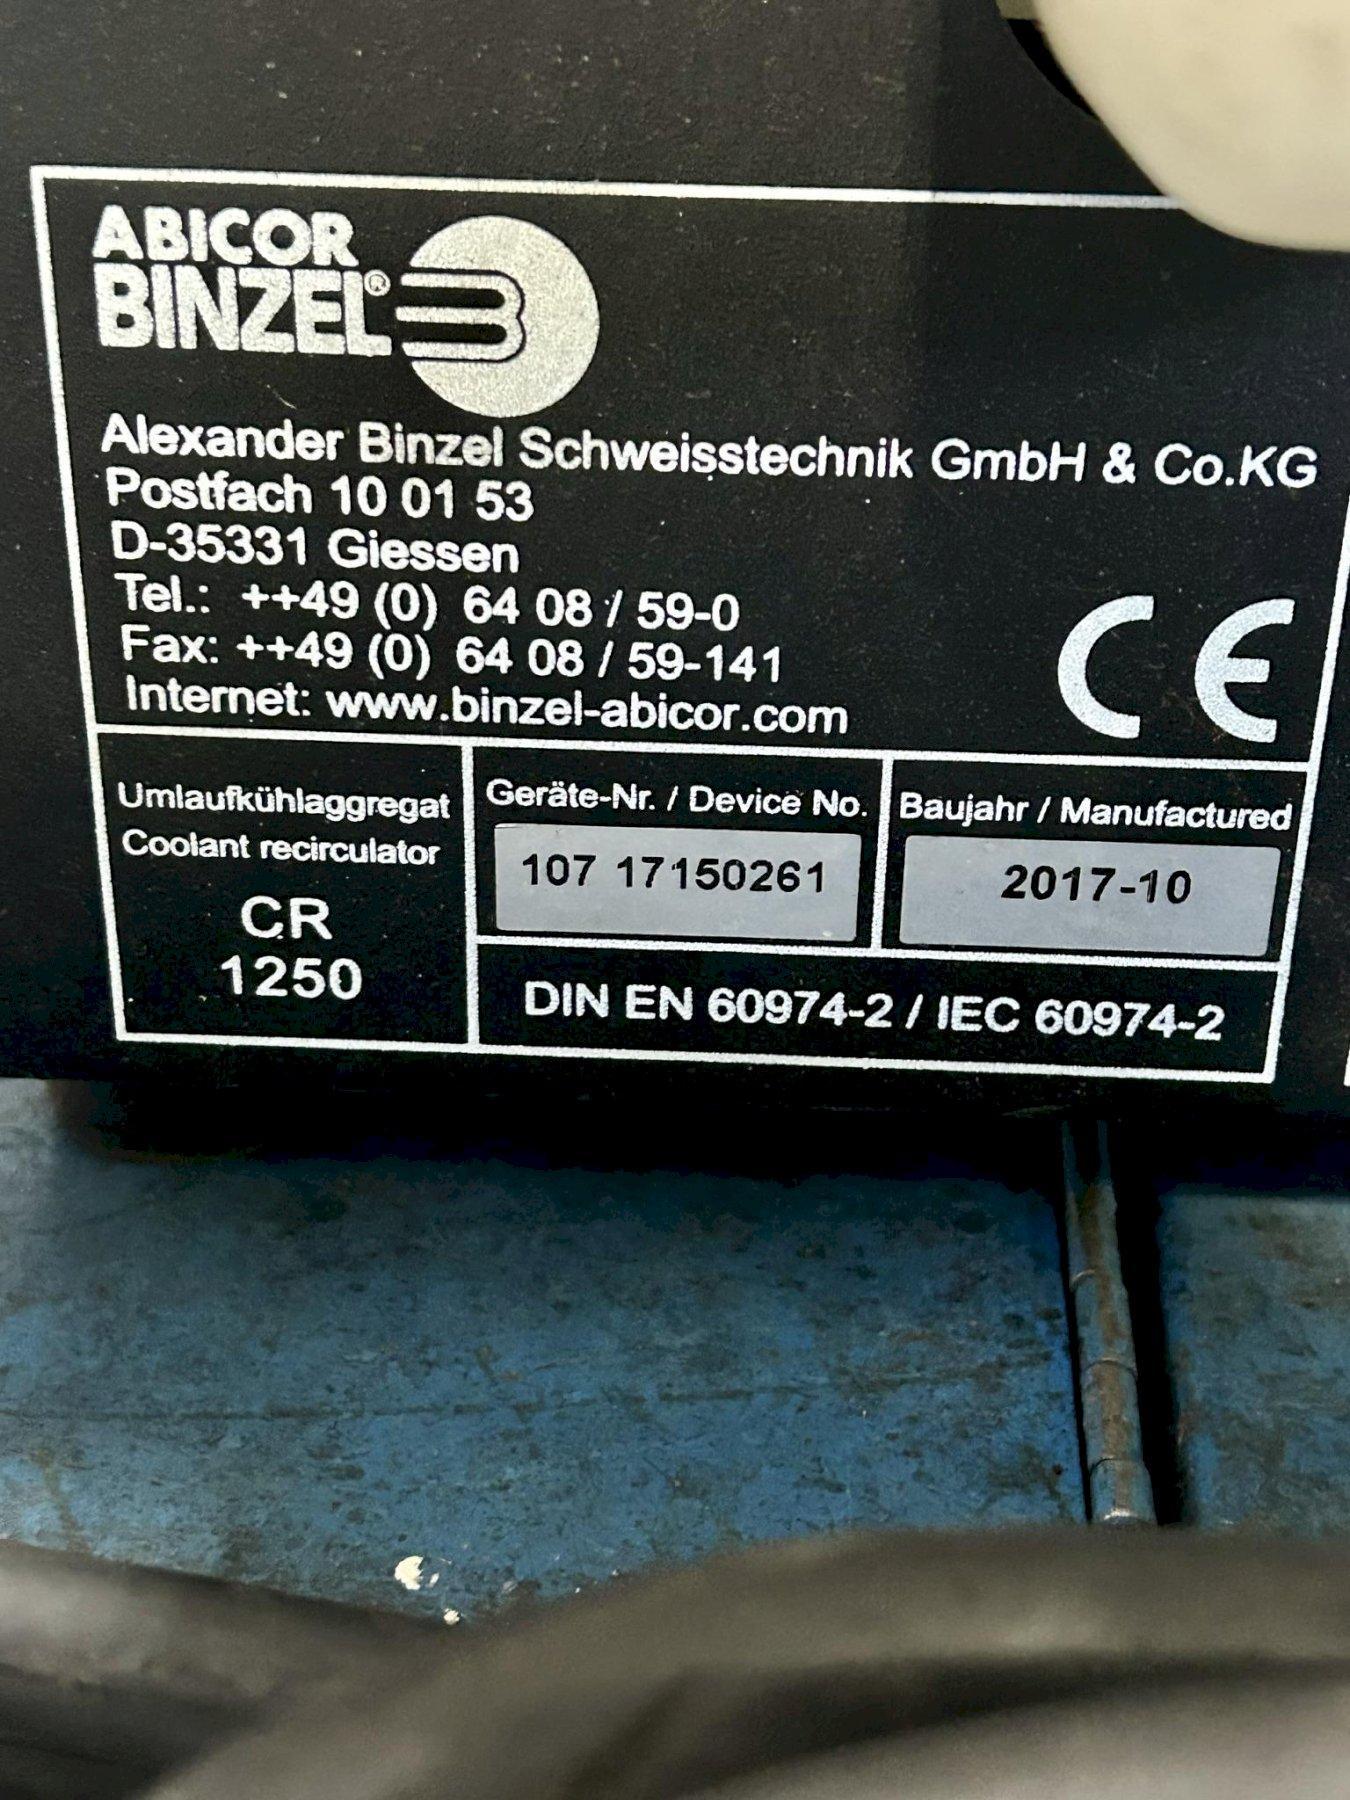 ABICOR
BINZEL®
Alexander Binzel Schweisstechnik GmbH & Co.KG
Postfach 10 01 53
D-35331 Giessen
Tel.: ++49 (0) 64 08 / 59-0
Fax: ++49 (0) 64 08 / 59-141
Internet: www.binzel-abicor.com
CE
Umlaufkühlaggregat
Coolant recirculator
CR
1250
Geräte-Nr. / Device No.
107 17150261
Baujahr / Manufactured
2017-10
DIN EN 60974-2 / IEC 60974-2